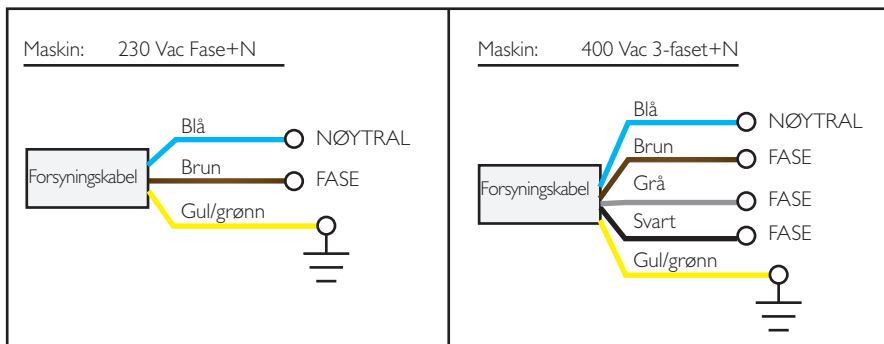 Maskin: 230 Vac Fase+N
Blå
NØYTRAL
Forsyningskabel
Brun
FASE
Gul/grønn
Maskin: 400 Vac 3-faset+N
Blå
NØYTRAL
Brun
FASE
Forsyningskabel
Grå
FASE
Svart
FASE
Gul/grønn